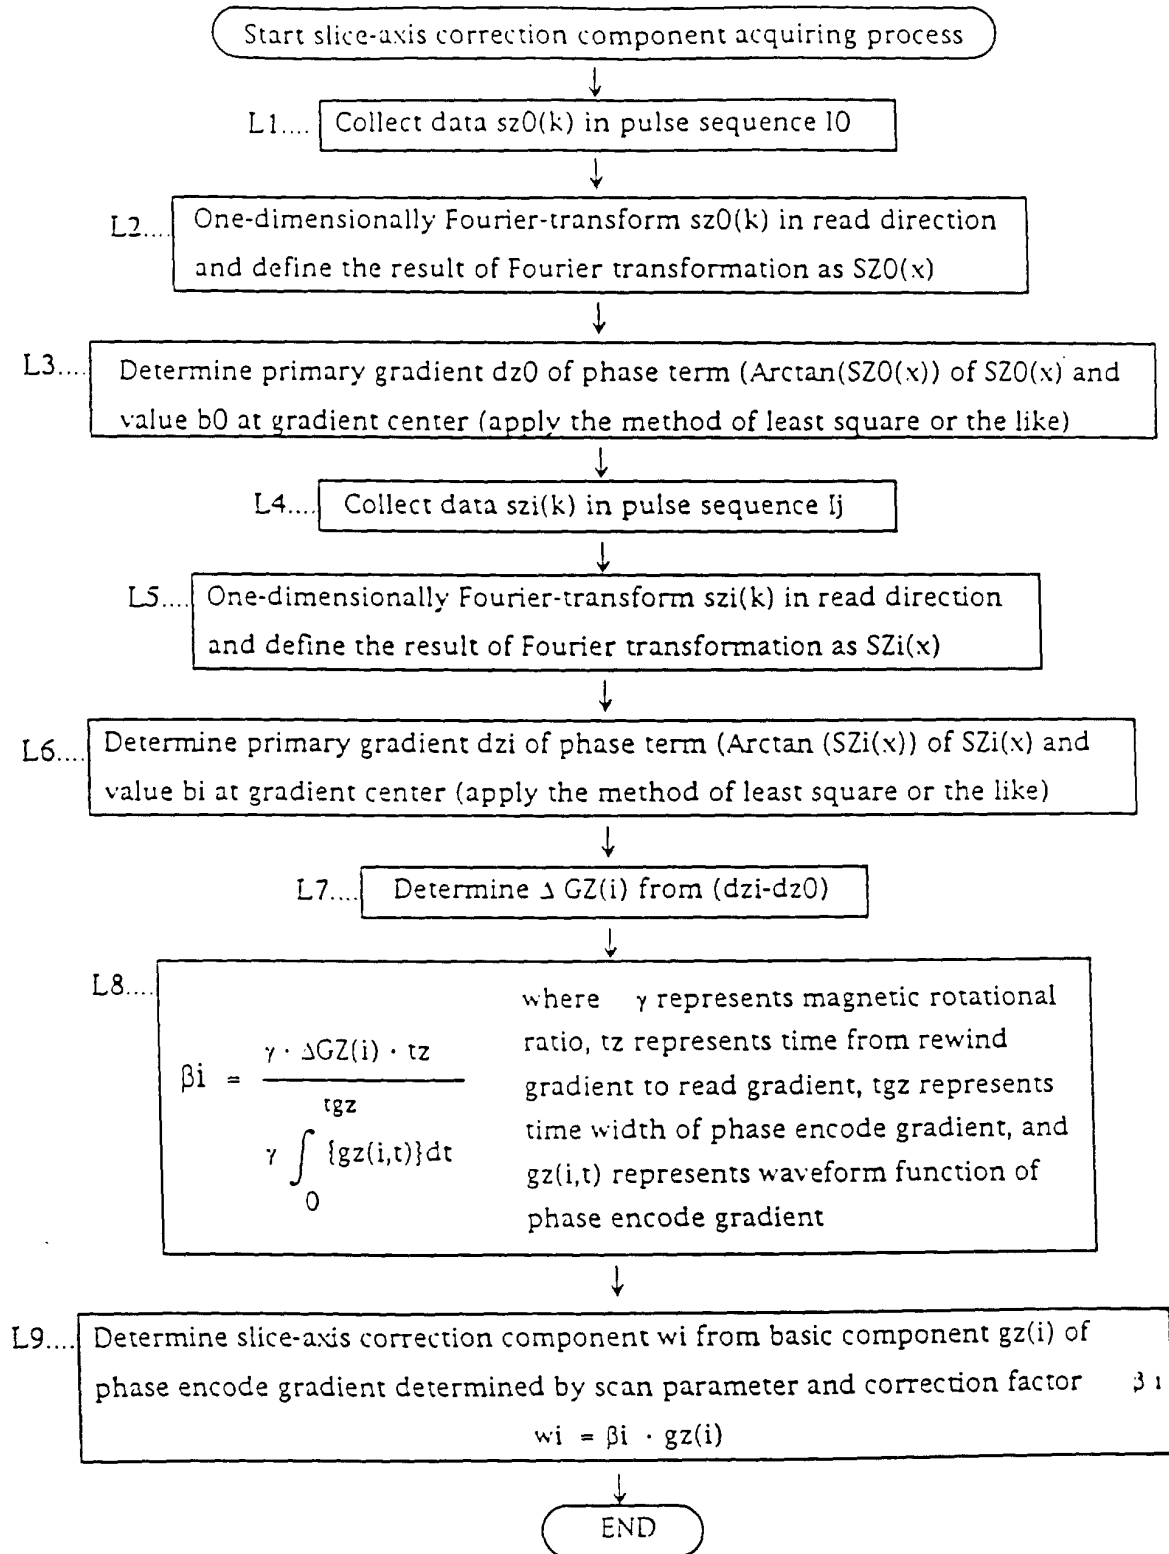 Start slice-axis correction component acquiring process
L1.... Collect data sz0(k) in pulse sequence I0
L2.... One-dimensionally Fourier-transform sz0(k) in read direction
and define the result of Fourier transformation as SZ0(x)
L3.... Determine primary gradient dz0 of phase term (Arctan(SZ0(x)) of SZ0(x) and
value b0 at gradient center (apply the method of least square or the like)
L4.... Collect data szi(k) in pulse sequence Ij
L5.... One-dimensionally Fourier-transform szi(k) in read direction
and define the result of Fourier transformation as SZi(x)
L6.... Determine primary gradient dzi of phase term (Arctan (SZi(x)) of SZi(x) and
value bi at gradient center (apply the method of least square or the like)
L7.... Determine Δ GZ(i) from (dzi-dz0)
L8....
βi =
γ · ΔGZ(i) · tz
tgz
γ ∫ {gz(i,t)}dt
0
where γ represents magnetic rotational
ratio, tz represents time from rewind
gradient to read gradient, tgz represents
time width of phase encode gradient, and
gz(i,t) represents waveform function of
phase encode gradient
L9.... Determine slice-axis correction component wi from basic component gz(i) of
phase encode gradient determined by scan parameter and correction factor βi
wi = βi · gz(i)
END